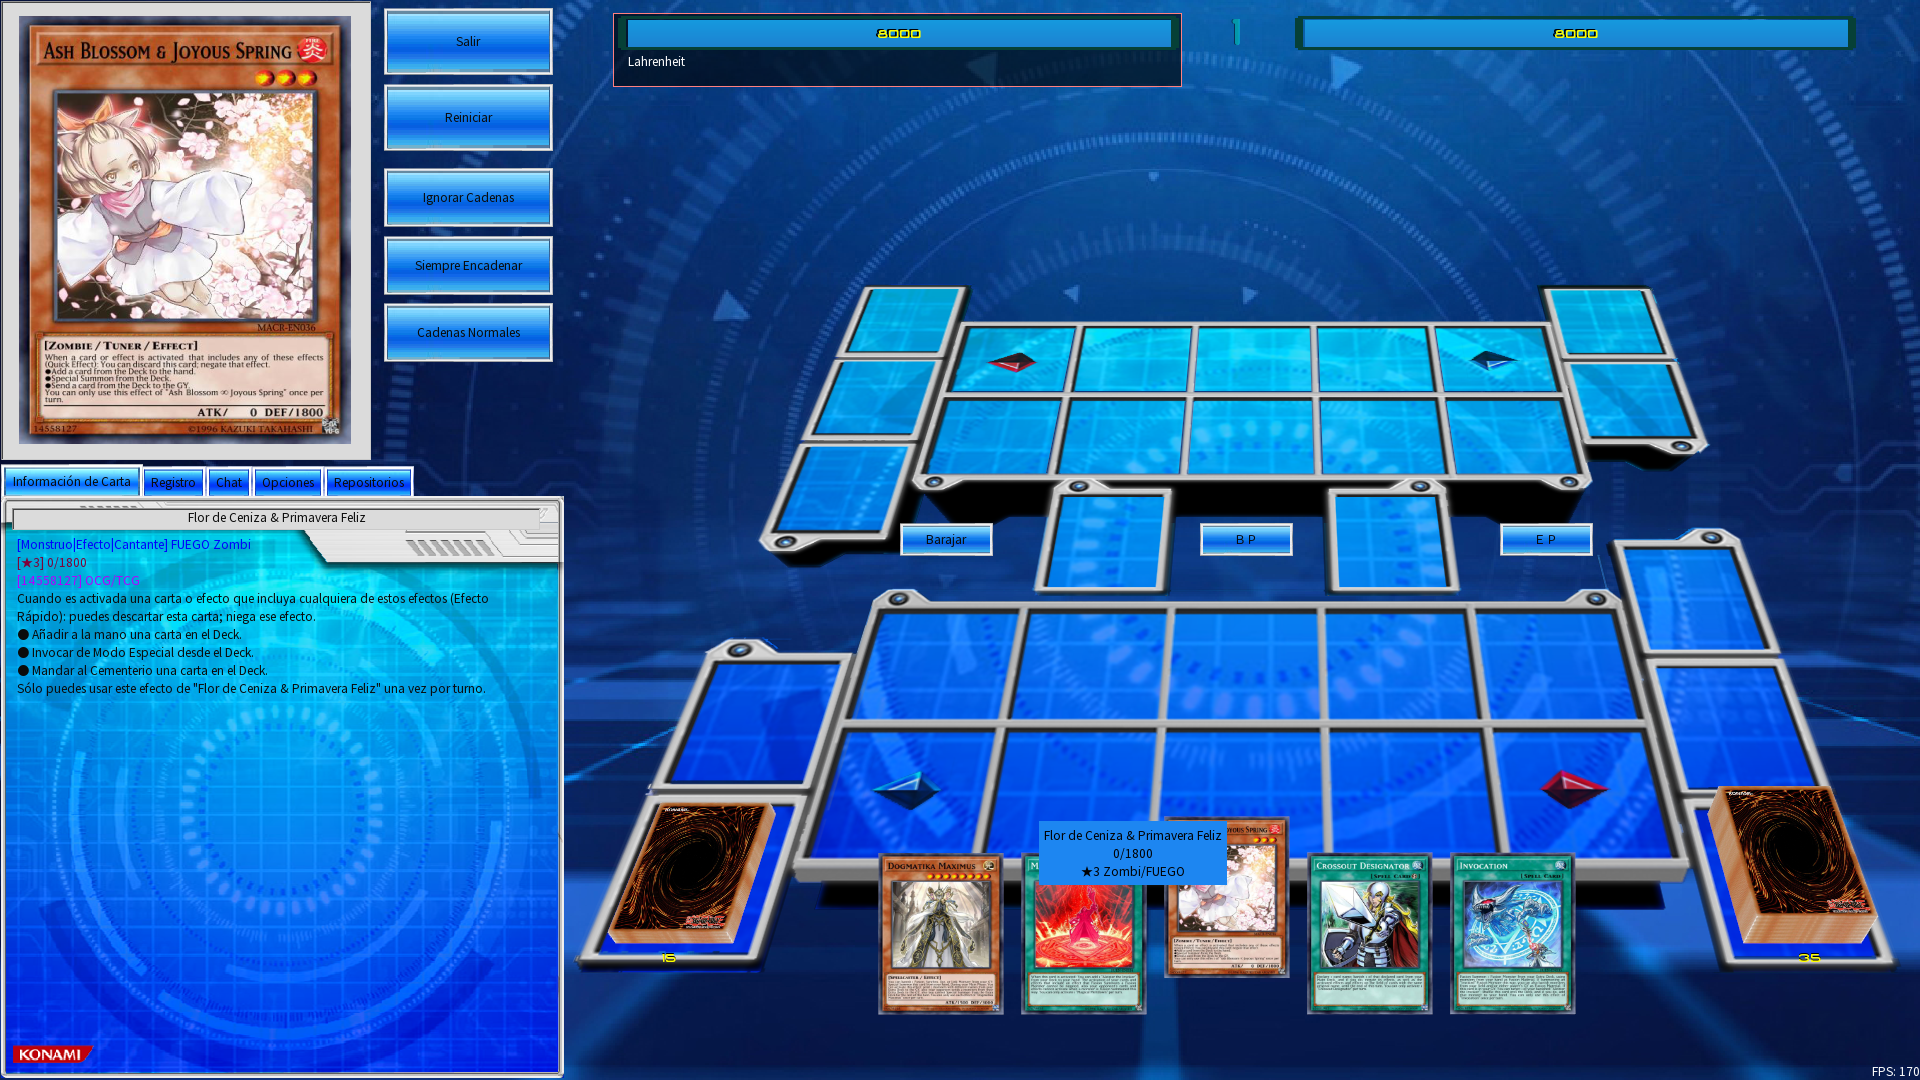 ASH BLOSSOM & JOYOUS SPRING
MACR-EN036
[ZOMBIE / TUNER / EFFECT]
When a card or effect is activated that includes any of these effects
(Quick Effect): You can discard this card; negate that effect.
●Add a card from the Deck to the hand.
●Special Summon from the Deck.
●Send a card from the Deck to the GY.
You can only use this effect of "Ash Blossom & Joyous Spring" once per
turn.
ATK/ 0 DEF/1800
14558127
©1996 KAZUKI TAKAHASHI
Salir
Reiniciar
Ignorar Cadenas
Siempre Encadenar
Cadenas Normales
8000
Lahrenheit
1
8000
Información de Carta
Registro
Chat
Opciones
Repositorios
Flor de Ceniza & Primavera Feliz
[Monstruo|Efecto|Cantante] FUEGO Zombi
[★3] 0/1800
[14558127] OCG/TCG
Cuando es activada una carta o efecto que incluya cualquiera de estos efectos (Efecto
Rápido): puedes descartar esta carta; niega ese efecto.
● Añadir a la mano una carta en el Deck.
● Invocar de Modo Especial desde el Deck.
● Mandar al Cementerio una carta en el Deck.
Sólo puedes usar este efecto de "Flor de Ceniza & Primavera Feliz" una vez por turno.
KONAMI
Barajar
B P
E P
Flor de Ceniza & Primavera Feliz
0/1800
★3 Zombi/FUEGO
DOGMATIKA MAXIMUS
CROSSOUT DESIGNATOR
[SPELL CARD]
INVOCATION
[SPELL CARD]
[ZOMBIE / TUNER / EFFECT]
[SPELLCASTER / EFFECT]
15
35
FPS: 170